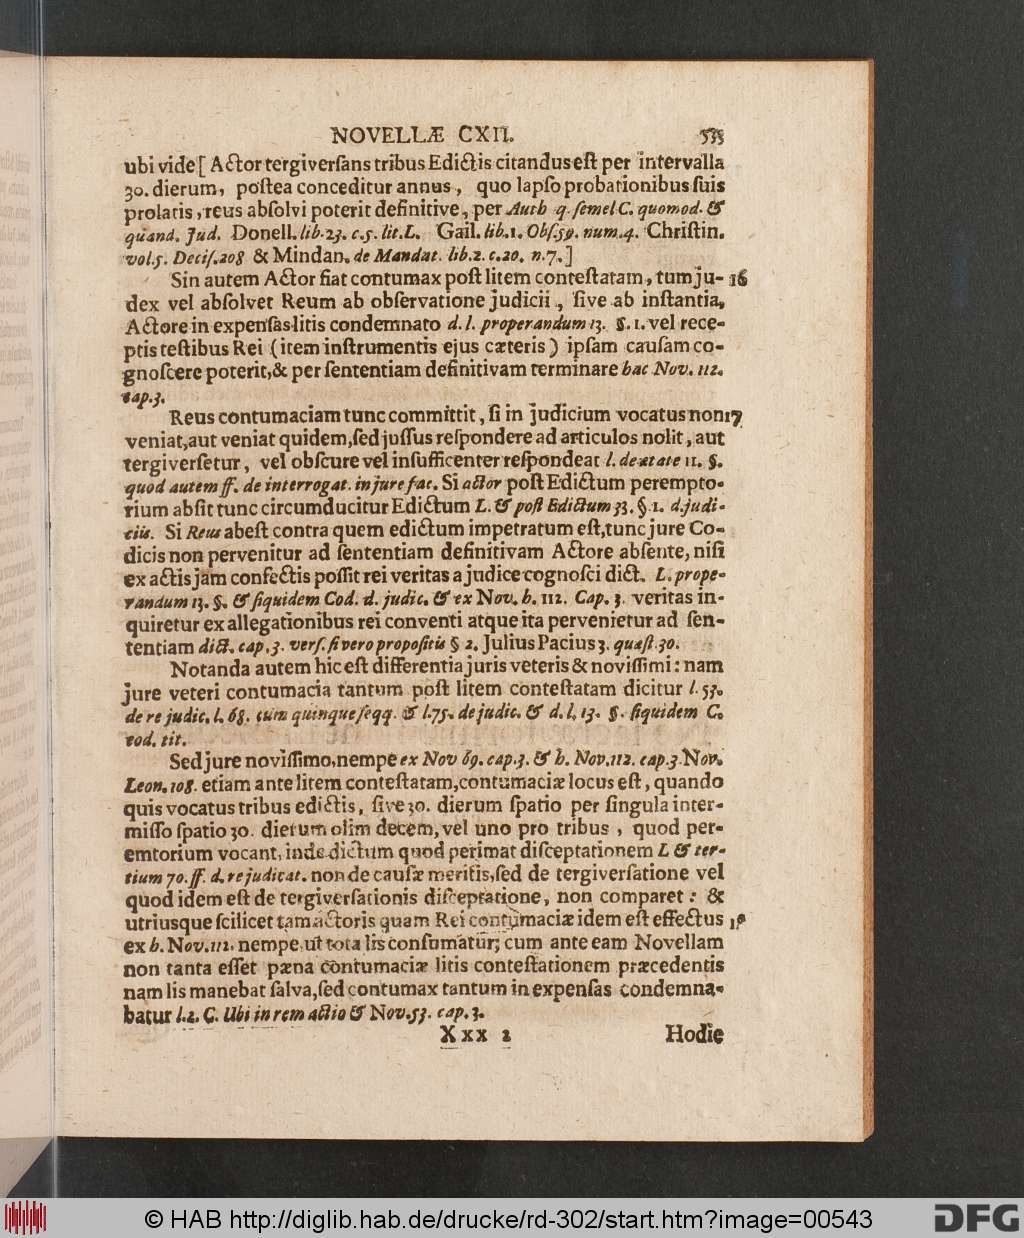 NOVELLÆ CXII. 535
ubi vide [ Actor tergiverſans tribus Edictis citandus eſt per intervalla
30. dierum, poſtea conceditur annus, quo lapſo probationibus ſuis
prolatis, reus abſolvi poterit definitive, per Auth q. ſemel C. quomod. &
quand. Jud. Donell. lib. 23. c. 5. lit. L. Gail. lib. 1. Obſ. 59. num. 4. Chriſtin.
vol. 5. Deciſ. 208 & Mindan. de Mandat. lib. 2. c. 20. n. 7. ]
Sin autem Actor fiat contumax poſt litem conteſtatam, tum ju- 16
dex vel abſolvet Reum ab obſervatione judicii, ſive ab inſtantia,
Actore in expenſas litis condemnato d. l. properandum 13. §. 1. vel rece-
ptis teſtibus Rei (item inſtrumentis ejus cæteris) ipſam cauſam co-
gnoſcere poterit, & per ſententiam definitivam terminare hac Nov. 112.
cap. 3.
Reus contumaciam tunc committit, ſi in judicium vocatus non 17
veniat, aut veniat quidem, ſed juſſus reſpondere ad articulos nolit, aut
tergiverſetur, vel obſcure vel inſufficenter reſpondeat l. de ætate 11. §.
quod autem ff. de interrogat. in jure fac. Si actor poſt Edictum perempto-
rium abſit tunc circumducitur Edictum L. & poſt Edictum 33. § 1. d. judi-
ciis. Si Reus abeſt contra quem edictum impetratum eſt, tunc jure Co-
dicis non pervenitur ad ſententiam definitivam Actore abſente, niſi
ex actis jam confectis poſſit rei veritas a judice cognoſci dict. L. prope-
randum 13. §. & ſiquidem Cod. d. judic. & ex Nov. h. 112. Cap. 3. veritas in-
quiretur ex allegationibus rei conventi atque ita pervenietur ad ſen-
tentiam dict. cap. 3. verſ. ſi vero propoſitis § 2. Julius Pacius 3. quæſt. 30.
Notanda autem hic eſt differentia juris veteris & noviſſimi: nam
jure veteri contumacia tantum poſt litem conteſtatam dicitur l. 53.
de re judic. l. 68. cum quinque ſeqq. & l. 75. de judic. & d. l. 13. §. ſiquidem C.
eod. tit.
Sed jure noviſſimo, nempe ex Nov 69. cap. 3. & h. Nov. 112. cap. 3. Nov.
Leon. 108. etiam ante litem conteſtatam, contumaciæ locus eſt, quando
quis vocatus tribus edictis, ſive 30. dierum ſpatio per ſingula inter-
miſſo ſpatio 30. dierum olim decem, vel uno pro tribus, quod per-
emtorium vocant, inde dictum quod perimat diſceptationem L & ter-
tium 70. ff. d. re judicat. non de cauſæ meritis, ſed de tergiverſatione vel
quod idem eſt de tergiverſationis diſceptatione, non comparet: &
utriusque ſcilicet tam actoris quam Rei contumaciæ idem eſt effectus 18
ex h. Nov. 112. nempe ut tota lis conſumatur; cum ante eam Novellam
non tanta eſſet pæna contumaciæ litis conteſtationem præcedentis
nam lis manebat ſalva, ſed contumax tantum in expenſas condemna-
batur l. 2. C. Ubi in rem actio & Nov. 53. cap. 3.
Xxx 2 Hodie
© HAB http://diglib.hab.de/drucke/rd-302/start.htm?image=00543 DFG